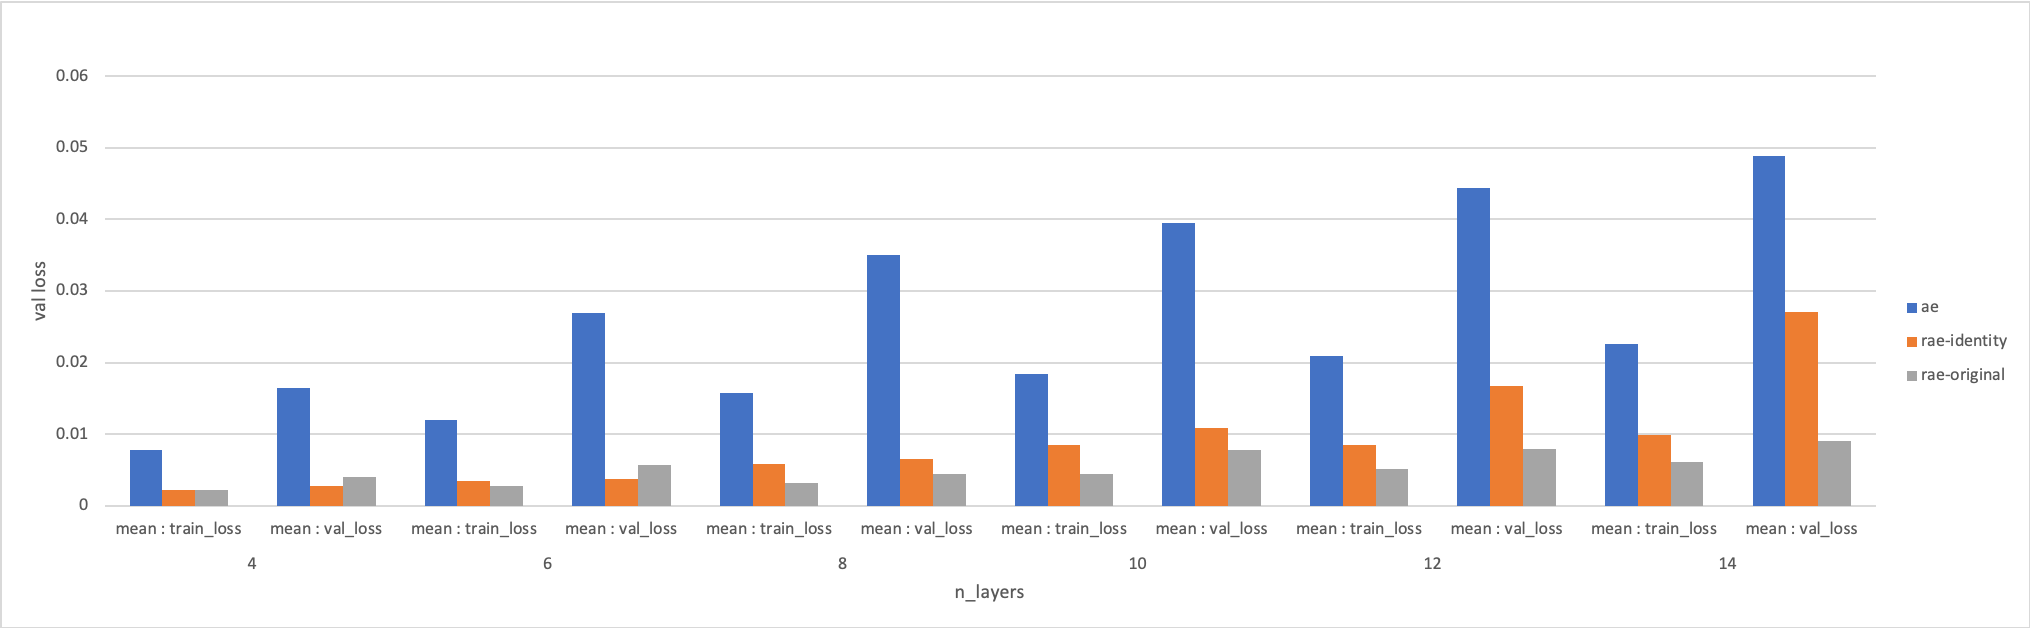 0.06
0.05
0.04
0.03
0.02
0.01
0
val loss
mean : train_loss mean : val_loss mean : train_loss mean : val_loss mean : train_loss mean : val_loss mean : train_loss mean : val_loss mean : train_loss mean : val_loss mean : train_loss mean : val_loss
4 6 8 10 12 14
n_layers
ae
rae-identity
rae-original